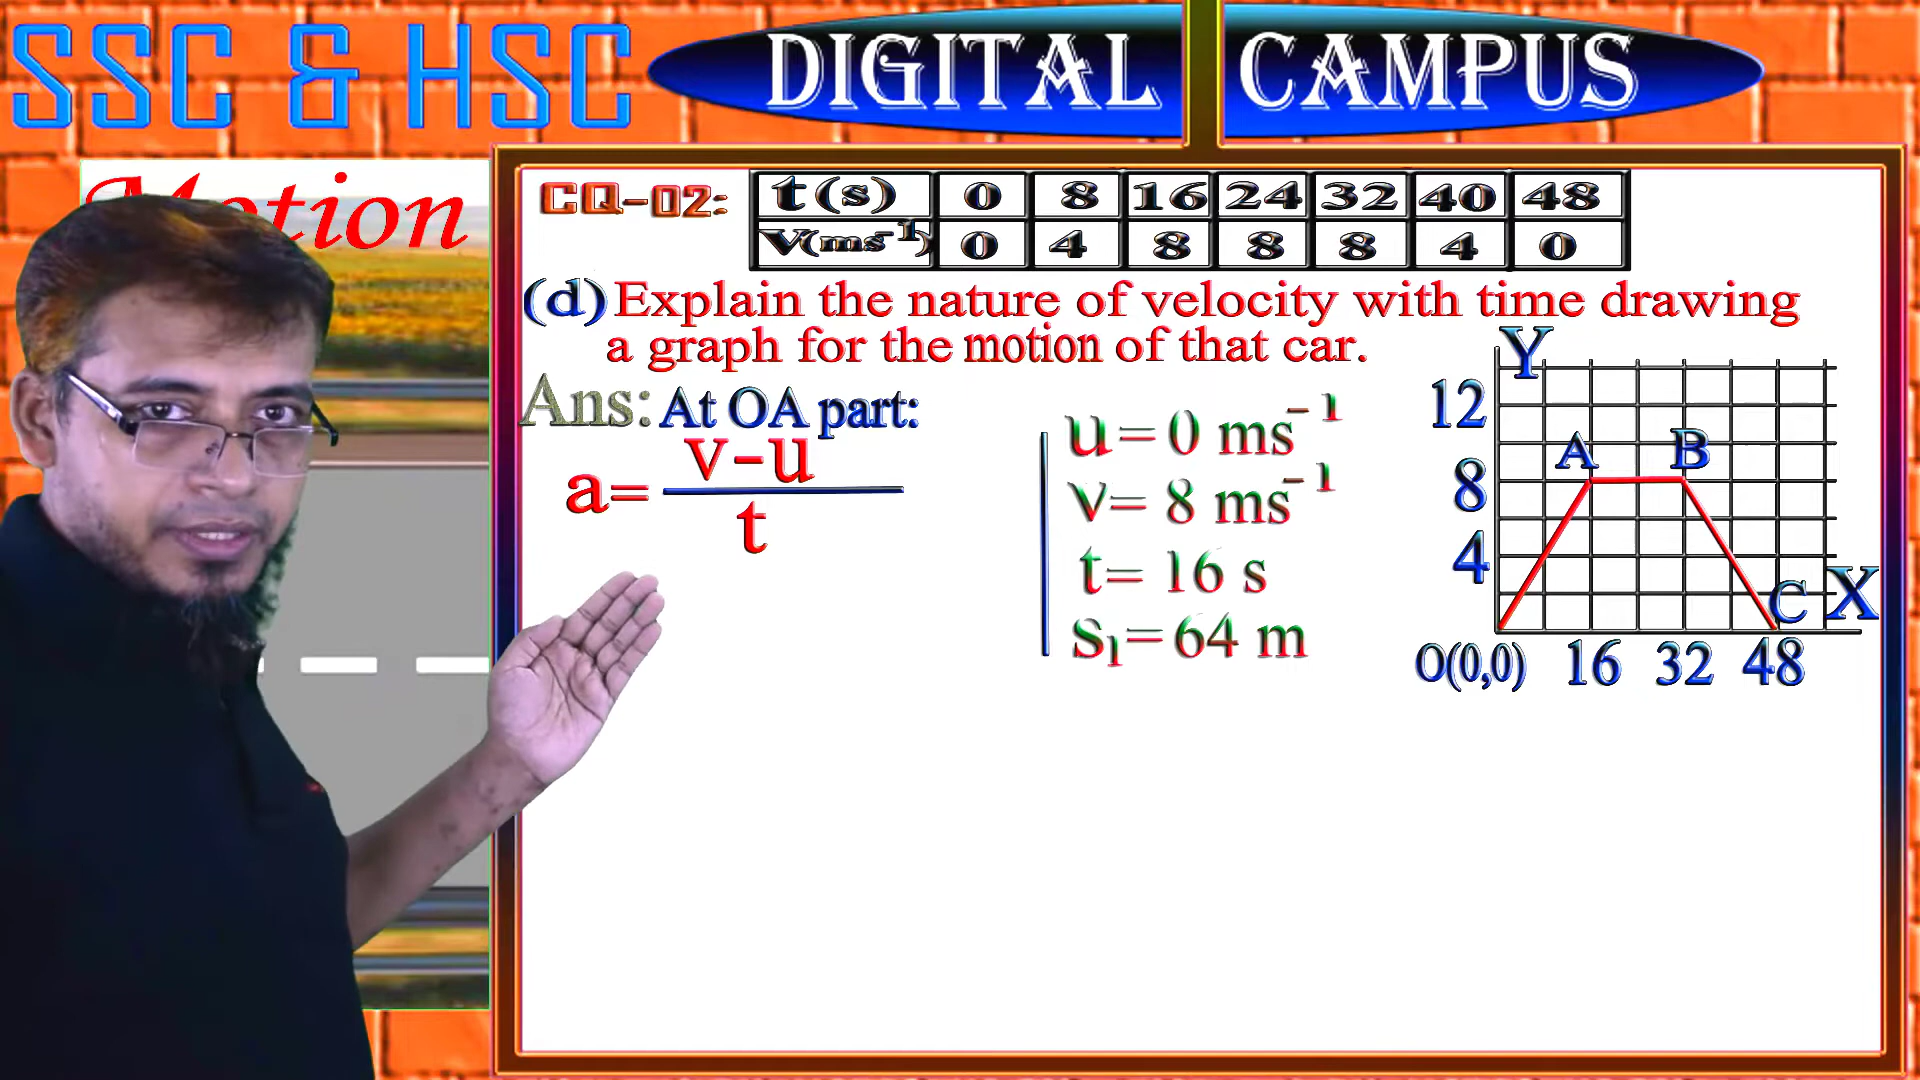 SSC & HSC DIGITAL CAMPUS
Motion
CQ-02: t(s) 0 8 16 24 32 40 48
V(ms⁻¹) 0 4 8 8 8 4 0
(d) Explain the nature of velocity with time drawing
a graph for the motion of that car.
Ans: At OA part:
a= v-u
t
u= 0 ms⁻¹
v= 8 ms⁻¹
t= 16 s
S₁= 64 m
Y
12
A B
8
4
C X
O(0,0) 16 32 48